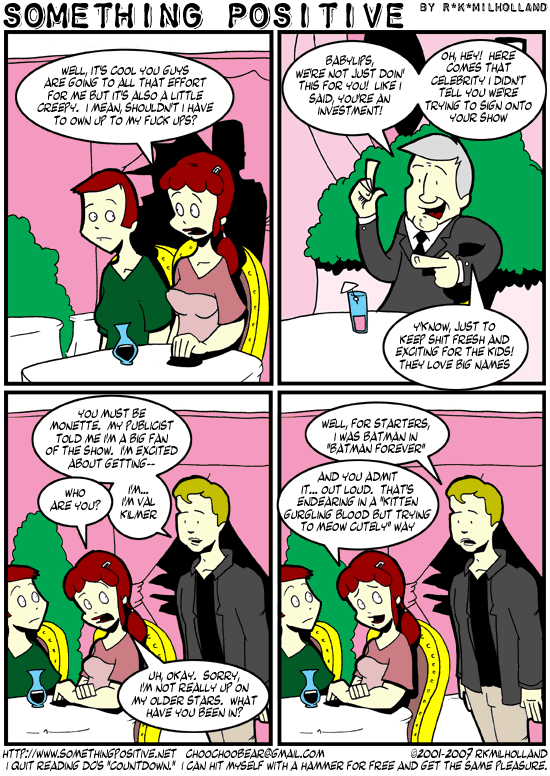 SOMETHING POSITIVE BY R*K*MILHOLLAND
WELL, IT'S COOL YOU GUYS
ARE GOING TO ALL THAT EFFORT
FOR ME BUT IT'S ALSO A LITTLE
CREEPY. I MEAN, SHOULDN'T I HAVE
TO OWN UP TO MY FUCK UPS?
BABYLIPS,
WE'RE NOT JUST DOIN'
THIS FOR YOU! LIKE I
SAID, YOU'RE AN
INVESTMENT!
OH, HEY! HERE
COMES THAT
CELEBRITY I DIDN'T
TELL YOU WE'RE
TRYING TO SIGN ONTO
YOUR SHOW
Y'KNOW, JUST TO
KEEP SHIT FRESH AND
EXCITING FOR THE KIDS!
THEY LOVE BIG NAMES
YOU MUST BE
MONETTE. MY PUBLICIST
TOLD ME I'M A BIG FAN
OF THE SHOW. I'M EXCITED
ABOUT GETTING--
WHO
ARE YOU?
I'M...
I'M VAL
KILMER
UH, OKAY. SORRY,
I'M NOT REALLY UP ON
MY OLDER STARS. WHAT
HAVE YOU BEEN IN?
WELL, FOR STARTERS,
I WAS BATMAN IN
"BATMAN FOREVER"
AND YOU ADMIT
IT... OUT LOUD. THAT'S
ENDEARING IN A "KITTEN
GURGLING BLOOD BUT TRYING
TO MEOW CUTELY" WAY
HTTP://WWW.SOMETHINGPOSITIVE.NET CHOOCHOOBEAR@GMAIL.COM ©2001-2007 RKMILHOLLAND
I QUIT READING DC'S "COUNTDOWN." I CAN HIT MYSELF WITH A HAMMER FOR FREE AND GET THE SAME PLEASURE.